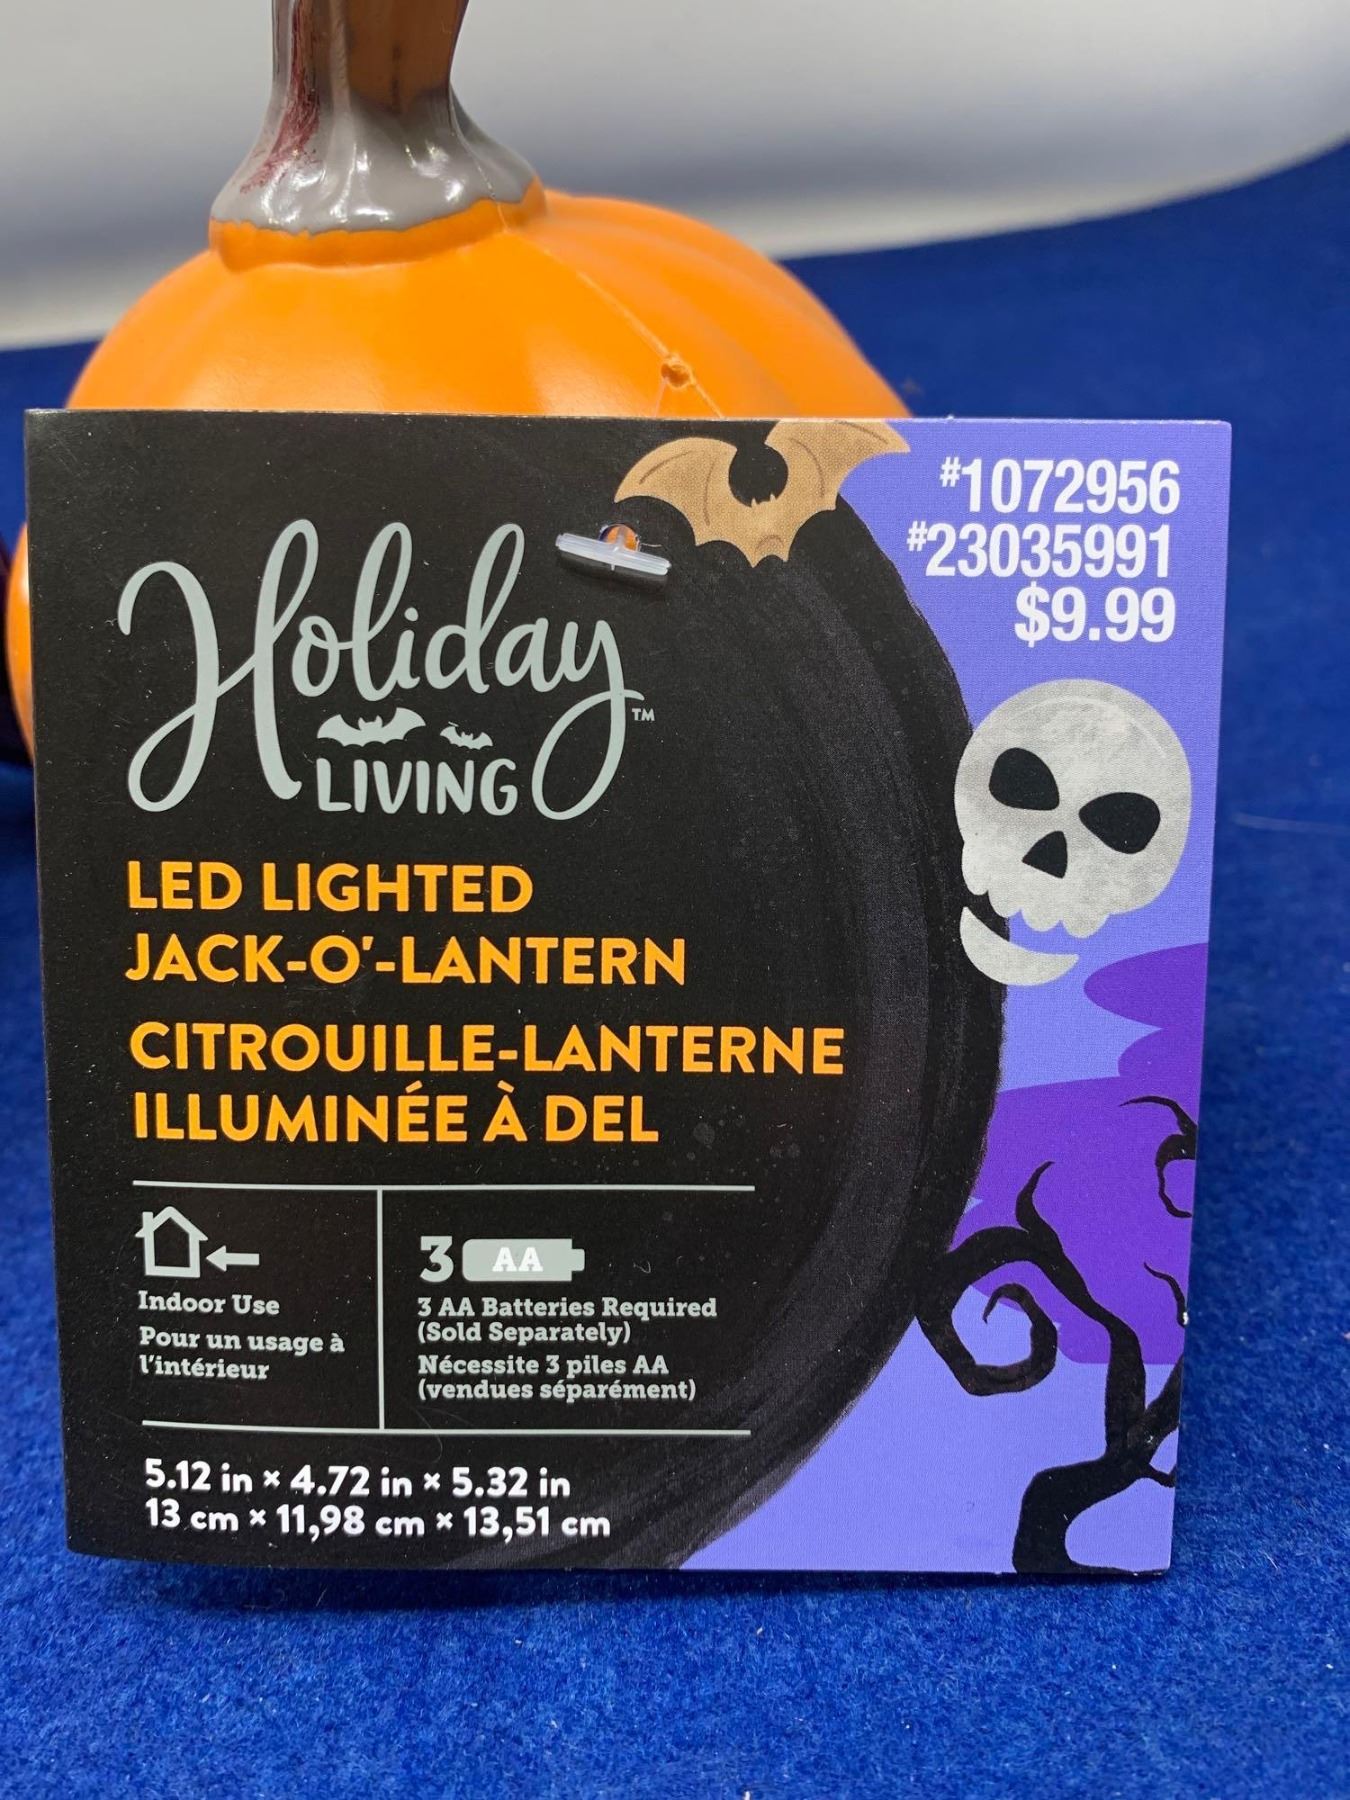 #1072956
#23035991
$9.99
Holiday™
LIVING
LED LIGHTED
JACK-O'-LANTERN
CITROUILLE-LANTERNE
ILLUMINÉE À DEL
Indoor Use
Pour un usage à
l'intérieur
3 AA
3 AA Batteries Required
(Sold Separately)
Nécessite 3 piles AA
(vendues séparément)
5.12 in × 4.72 in × 5.32 in
13 cm × 11,98 cm × 13,51 cm